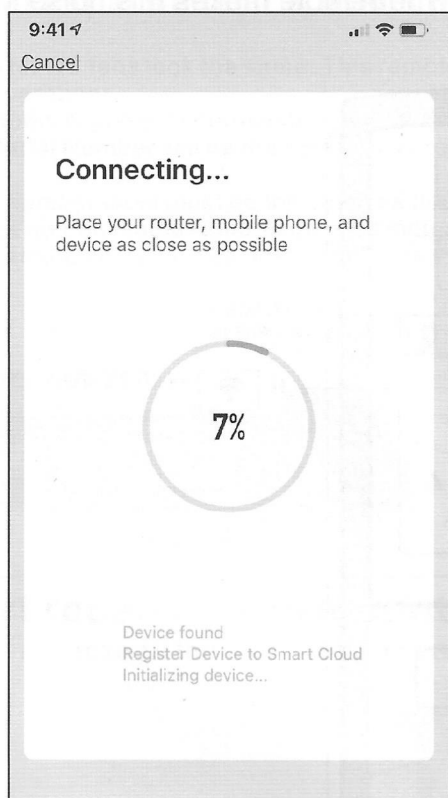 9:41
Cancel
Connecting...
Place your router, mobile phone, and
device as close as possible
7%
Device found
Register Device to Smart Cloud
Initializing device...